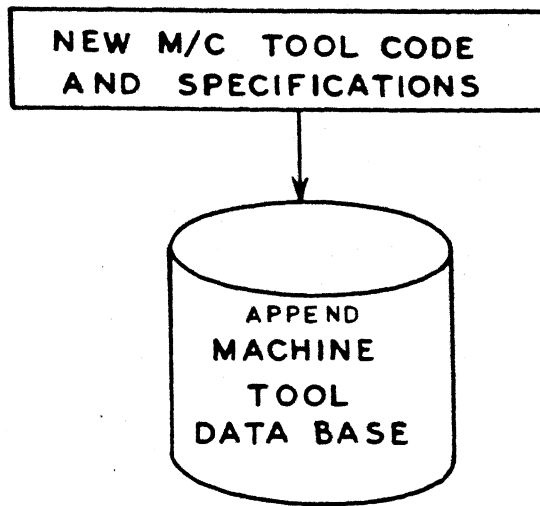 NEW M/C TOOL CODE
AND SPECIFICATIONS
APPEND
MACHINE
TOOL
DATA BASE